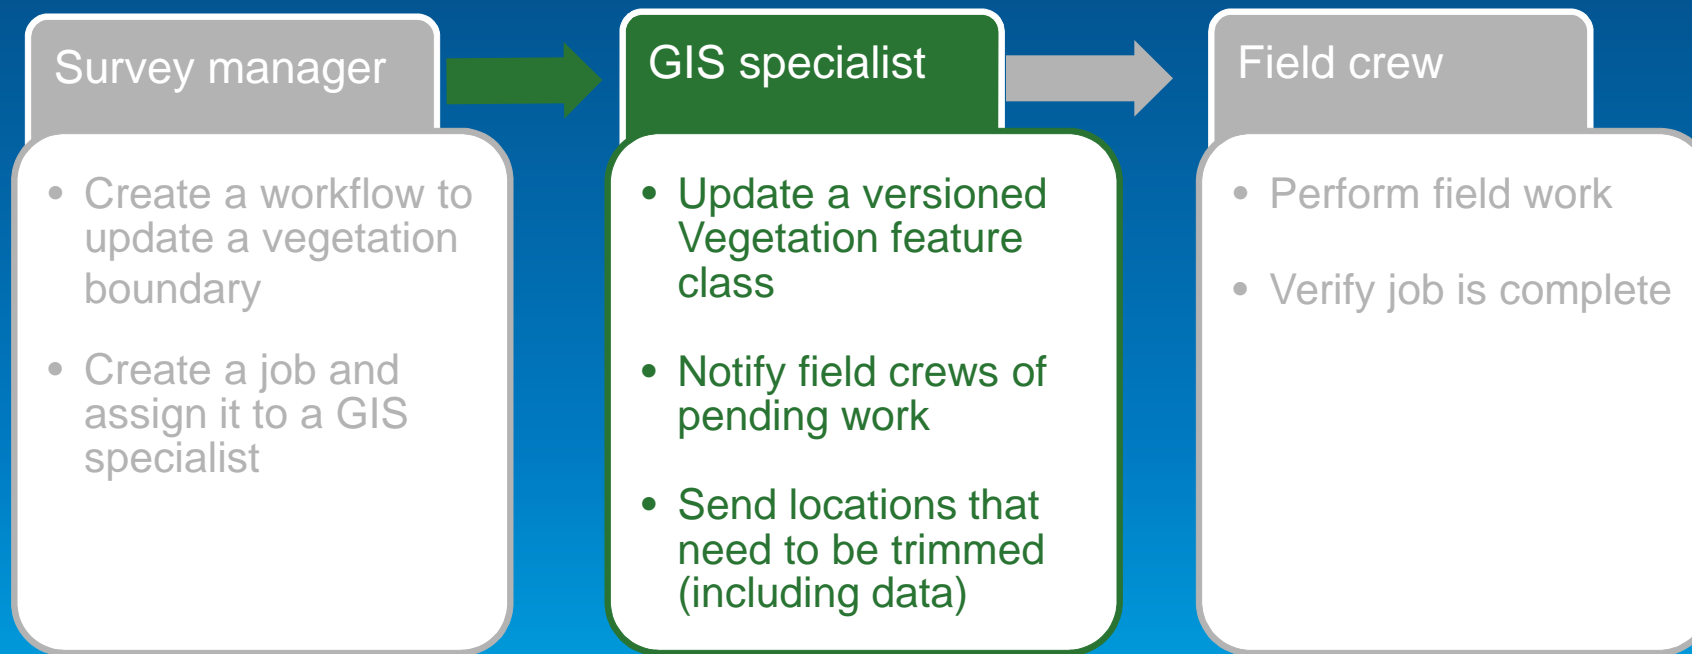 Survey manager
• Create a workflow to
update a vegetation
boundary
• Create a job and
assign it to a GIS
specialist
GIS specialist
• Update a versioned
Vegetation feature
class
• Notify field crews of
pending work
• Send locations that
need to be trimmed
(including data)
Field crew
• Perform field work
• Verify job is complete